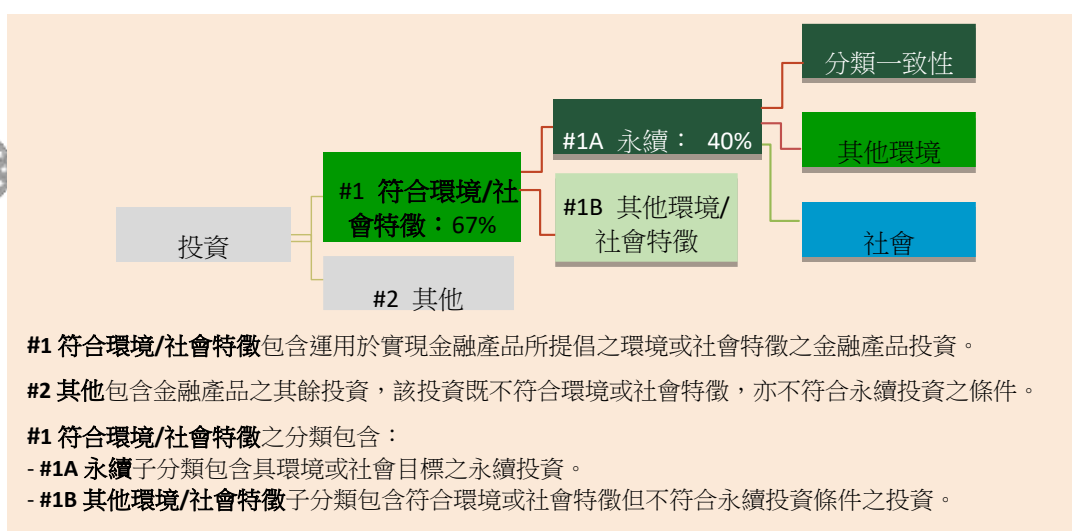 分類一致性
#1A 永續： 40%
其他環境
#1 符合環境/社
會特徵：67%
#1B 其他環境/
社會特徵
投資
社會
#2 其他
#1 符合環境/社會特徵包含運用於實現金融產品所提倡之環境或社會特徵之金融產品投資。
#2 其他包含金融產品之其餘投資，該投資既不符合環境或社會特徵，亦不符合永續投資之條件。
#1 符合環境/社會特徵之分類包含：
- #1A 永續子分類包含具環境或社會目標之永續投資。
- #1B 其他環境/社會特徵子分類包含符合環境或社會特徵但不符合永續投資條件之投資。